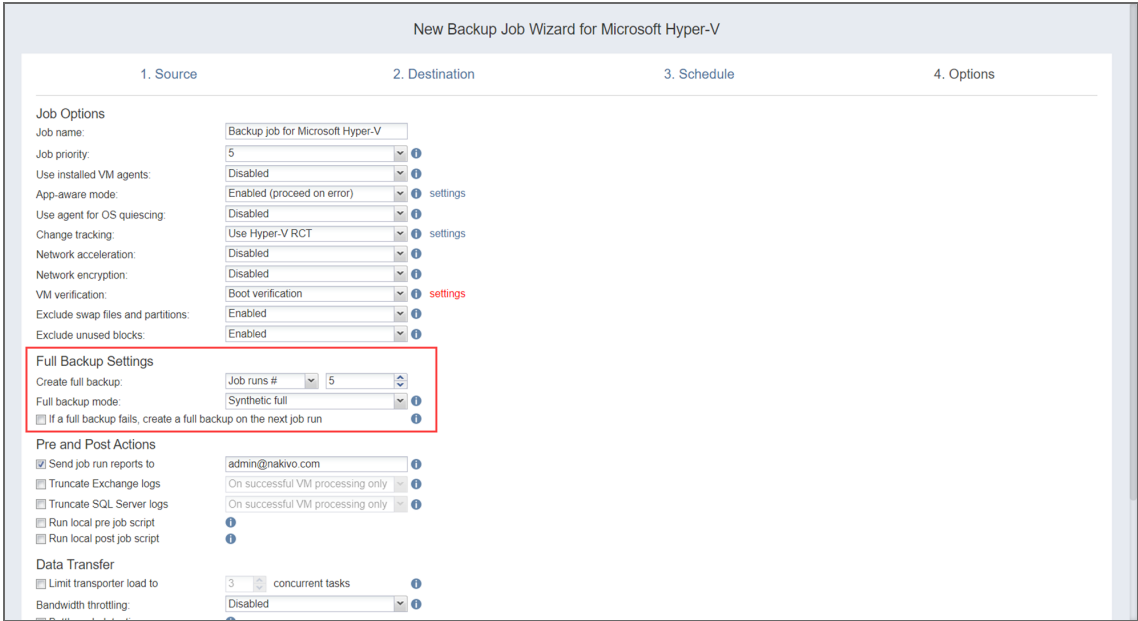 New Backup Job Wizard for Microsoft Hyper-V
1. Source 2. Destination 3. Schedule 4. Options
Job Options
Job name: Backup job for Microsoft Hyper-V
Job priority: 5
Use installed VM agents: Disabled
App-aware mode: Enabled (proceed on error) settings
Use agent for OS quiescing: Disabled
Change tracking: Use Hyper-V RCT settings
Network acceleration: Disabled
Network encryption: Disabled
VM verification: Boot verification settings
Exclude swap files and partitions: Enabled
Exclude unused blocks: Enabled
Full Backup Settings
Create full backup: Job runs # 5
Full backup mode: Synthetic full
If a full backup fails, create a full backup on the next job run
Pre and Post Actions
Send job run reports to admin@nakivo.com
Truncate Exchange logs On successful VM processing only
Truncate SQL Server logs On successful VM processing only
Run local pre job script
Run local post job script
Data Transfer
Limit transporter load to 3 concurrent tasks
Bandwidth throttling: Disabled